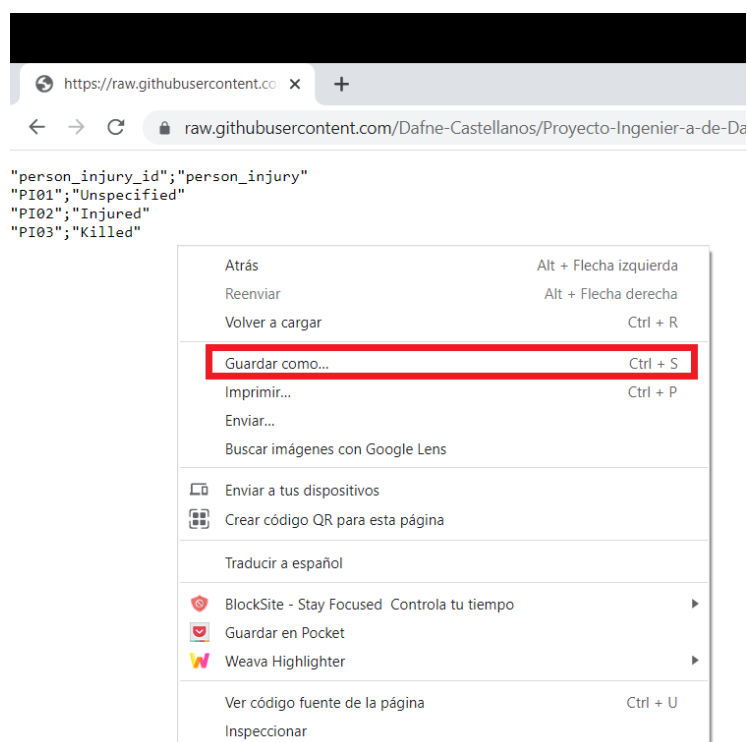 https://raw.githubusercontent.co
raw.githubusercontent.com/Dafne-Castellanos/Proyecto-Ingenier-a-de-Da
"person_injury_id";"person_injury"
"PI01";"Unspecified"
"PI02";"Injured"
"PI03";"Killed"
Atrás Alt + Flecha izquierda
Reenviar Alt + Flecha derecha
Volver a cargar Ctrl + R
Guardar como... Ctrl + S
Imprimir... Ctrl + P
Enviar...
Buscar imágenes con Google Lens
Enviar a tus dispositivos
Crear código QR para esta página
Traducir a español
BlockSite - Stay Focused Controla tu tiempo
Guardar en Pocket
Weava Highlighter
Ver código fuente de la página Ctrl + U
Inspeccionar